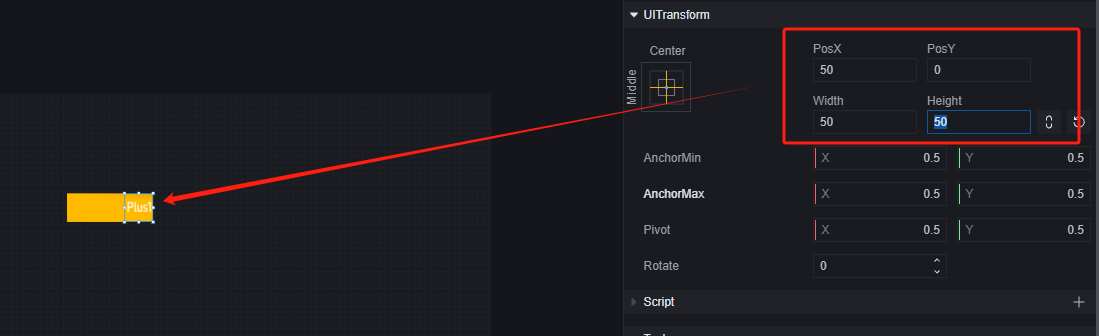 UITransform
Center
Middle
PosX PosY
50 0
Width Height
50 50
AnchorMin X 0.5 Y 0.5
AnchorMax X 0.5 Y 0.5
Pivot X 0.5 Y 0.5
Rotate 0
Script
Plus1